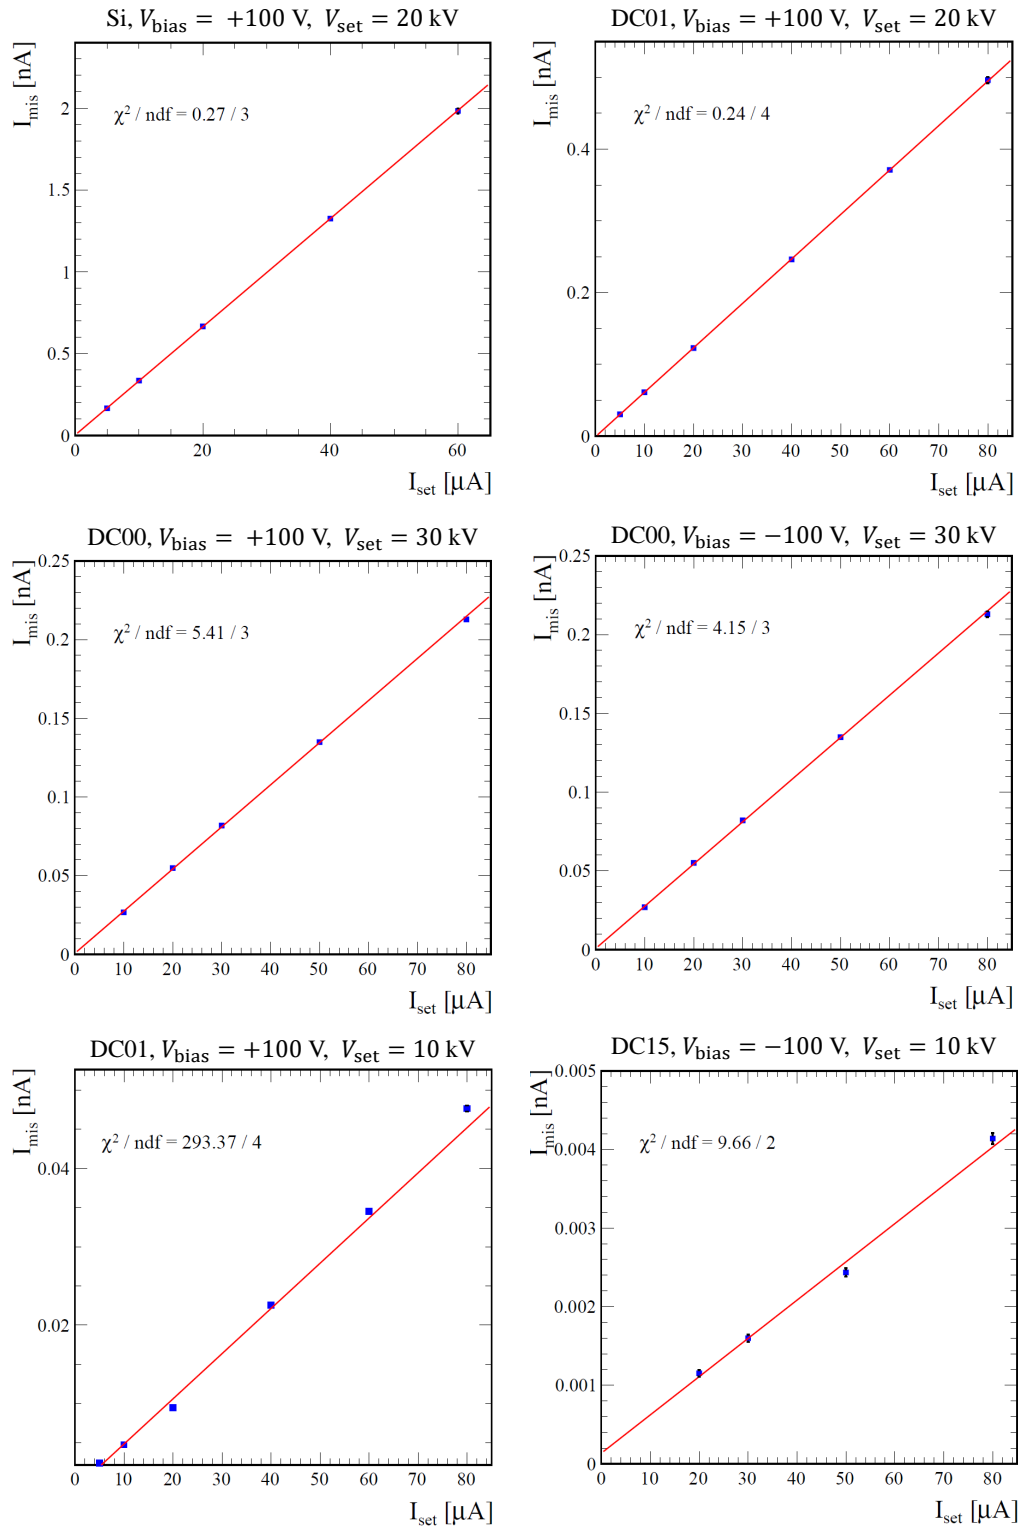 Si, V_bias = +100 V, V_set = 20 kV
I_mis [nA]
χ² / ndf = 0.27 / 3
2
1.5
1
0.5
0
0 20 40 60
I_set [μA]
DC01, V_bias = +100 V, V_set = 20 kV
I_mis [nA]
χ² / ndf = 0.24 / 4
0.4
0.2
0
0 10 20 30 40 50 60 70 80
I_set [μA]
DC00, V_bias = +100 V, V_set = 30 kV
I_mis [nA]
0.25
χ² / ndf = 5.41 / 3
0.2
0.15
0.1
0.05
0
0 10 20 30 40 50 60 70 80
I_set [μA]
DC00, V_bias = −100 V, V_set = 30 kV
I_mis [nA]
0.25
χ² / ndf = 4.15 / 3
0.2
0.15
0.1
0.05
0
0 10 20 30 40 50 60 70 80
I_set [μA]
DC01, V_bias = +100 V, V_set = 10 kV
I_mis [nA]
χ² / ndf = 293.37 / 4
0.04
0.02
0 10 20 30 40 50 60 70 80
I_set [μA]
DC15, V_bias = −100 V, V_set = 10 kV
I_mis [nA]
0.005
χ² / ndf = 9.66 / 2
0.004
0.003
0.002
0.001
0
0 10 20 30 40 50 60 70 80
I_set [μA]